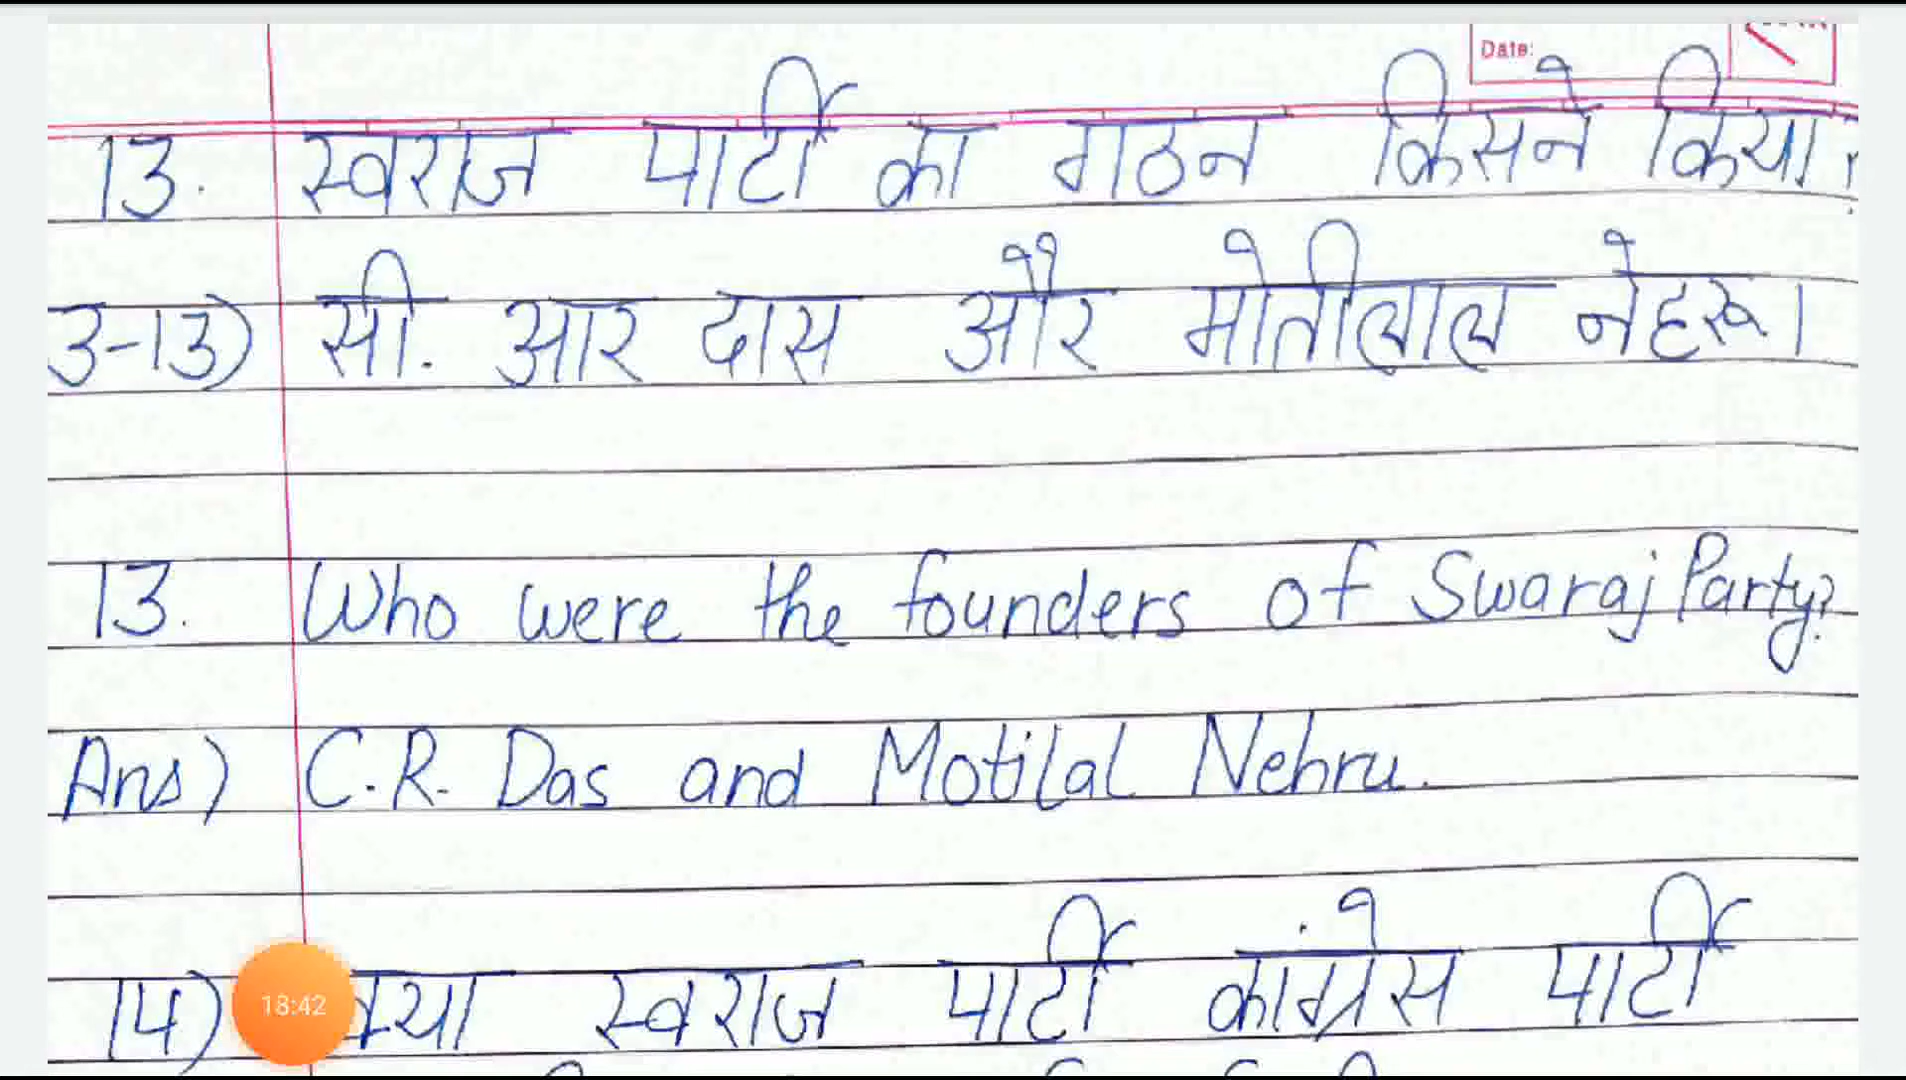 Date:
13. स्वराज पार्टी का गठन किसने किया?
उ-13) सी. आर दास और मोतीलाल नेहरू।
13. Who were the founders of Swaraj Party?
Ans) C.R. Das and Motilal Nehru.
14) क्या स्वराज पार्टी कांग्रेस पार्टी
18:42